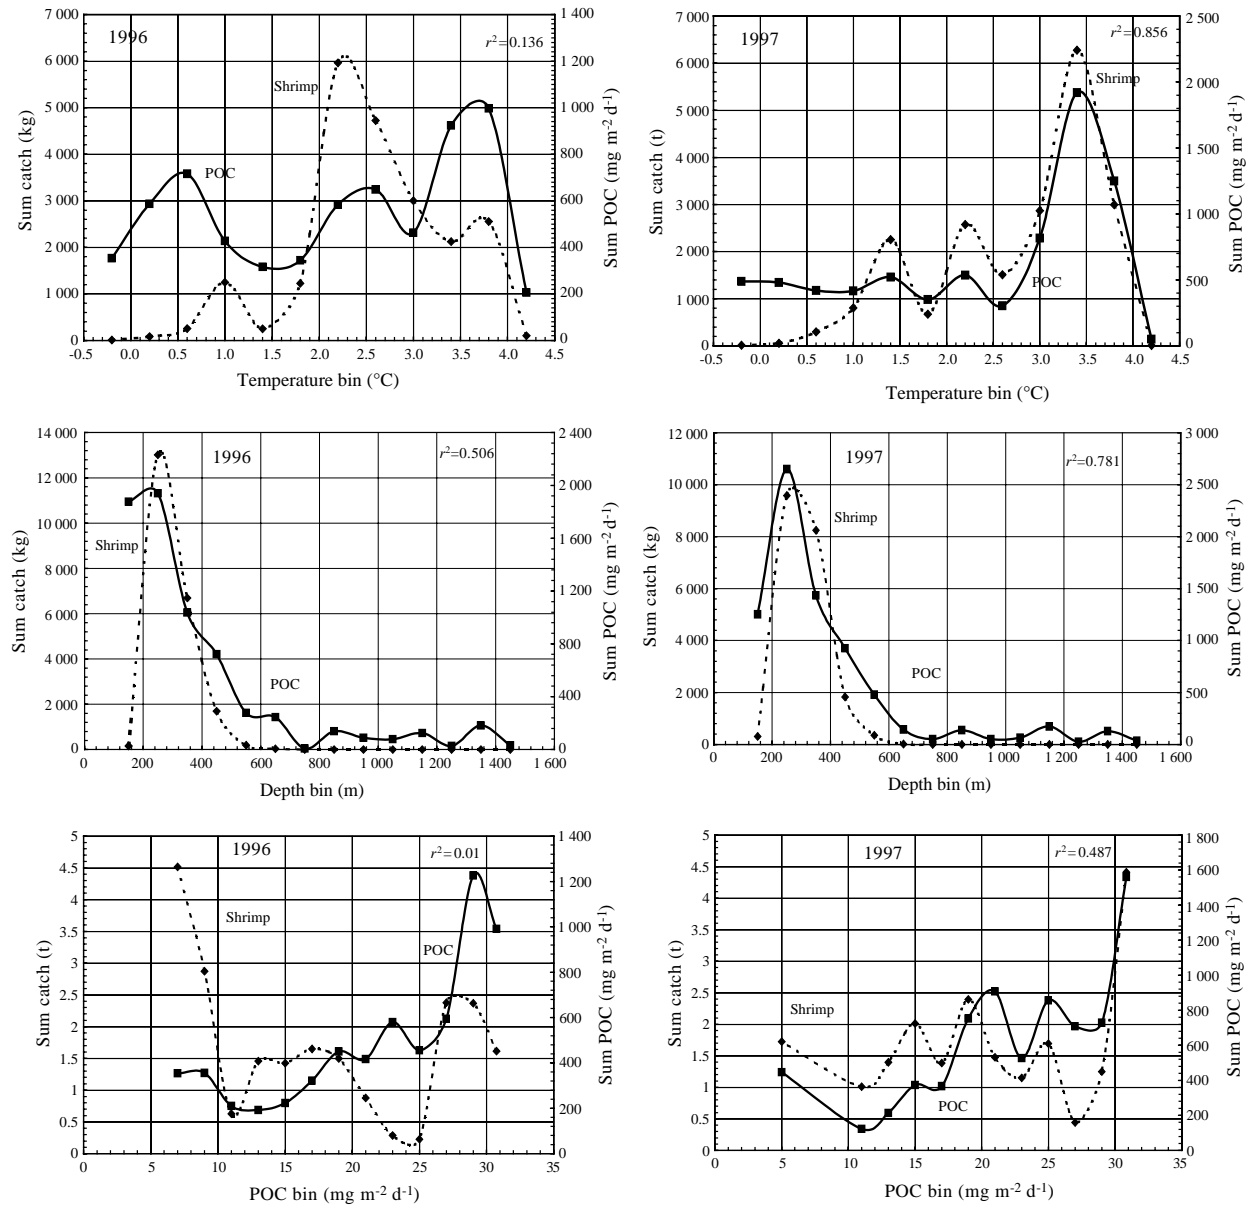 7 000
6 000
5 000
4 000
3 000
2 000
1 000
0
Sum catch (kg)
1996
r²=0.136
Shrimp
POC
1 400
1 200
1 000
800
600
400
200
0
Sum POC (mg m⁻² d⁻¹)
-0.5 0.0 0.5 1.0 1.5 2.0 2.5 3.0 3.5 4.0 4.5
Temperature bin (°C)
7 000
6 000
5 000
4 000
3 000
2 000
1 000
0
Sum catch (t)
1997
r²=0.856
Shrimp
POC
2 500
2 000
1 500
1 000
500
0
Sum POC (mg m⁻² d⁻¹)
-0.5 0.0 0.5 1.0 1.5 2.0 2.5 3.0 3.5 4.0 4.5
Temperature bin (°C)
14 000
12 000
10 000
8 000
6 000
4 000
2 000
0
Sum catch (kg)
1996
r²=0.506
Shrimp
POC
2 400
2 000
1 600
1 200
800
400
0
Sum POC (mg m⁻² d⁻¹)
0 200 400 600 800 1 000 1 200 1 400 1 600
Depth bin (m)
12 000
10 000
8 000
6 000
4 000
2 000
0
Sum catch (kg)
1997
r²=0.781
Shrimp
POC
3 000
2 500
2 000
1 500
1 000
500
0
Sum POC (mg m⁻² d⁻¹)
0 200 400 600 800 1 000 1 200 1 400 1 600
Depth bin (m)
5
4.5
4
3.5
3
2.5
2
1.5
1
0.5
0
Sum catch (t)
1996
r²=0.01
Shrimp
POC
1 400
1 200
1 000
800
600
400
200
0
Sum POC (mg m⁻² d⁻¹)
0 5 10 15 20 25 30 35
POC bin (mg m⁻² d⁻¹)
5
4.5
4
3.5
3
2.5
2
1.5
1
0.5
0
Sum catch (t)
1997
r²=0.487
Shrimp
POC
1 800
1 600
1 400
1 200
1 000
800
600
400
200
0
Sum POC (mg m⁻² d⁻¹)
0 5 10 15 20 25 30 35
POC bin (mg m⁻² d⁻¹)